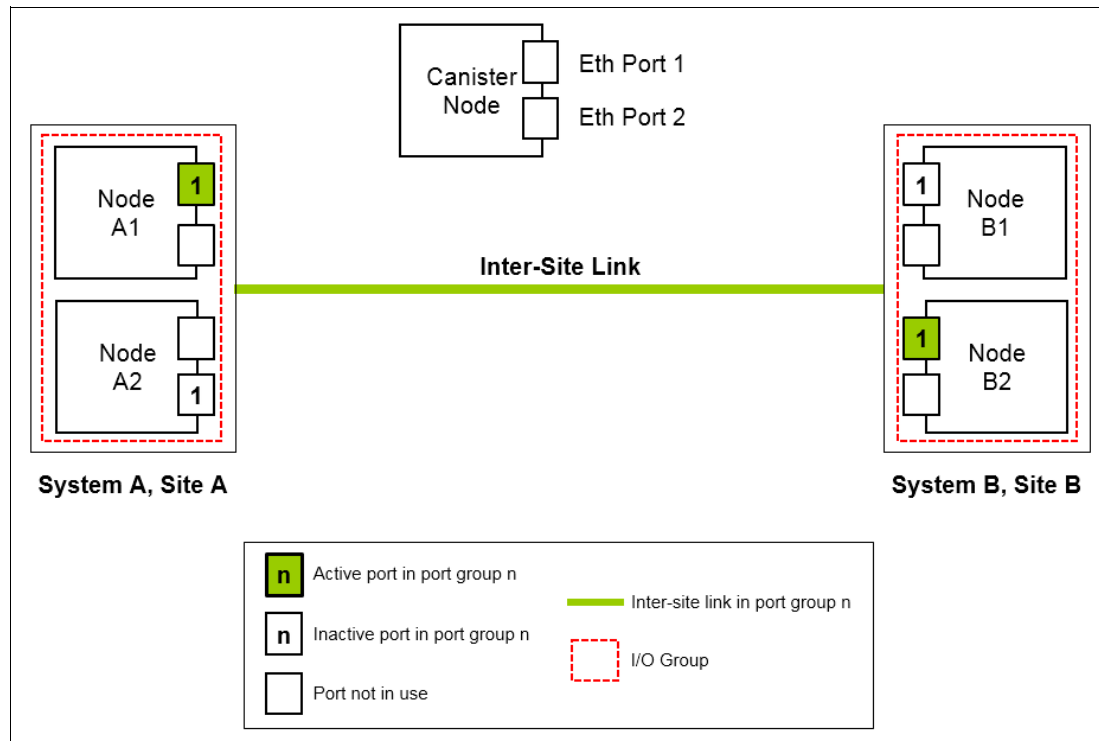 Canister
Node
Eth Port 1
Eth Port 2
Node
A1
1
Node
A2
1
Inter-Site Link
1
Node
B1
1
Node
B2
System A, Site A
System B, Site B
n
Active port in port group n
n
Inactive port in port group n
Port not in use
Inter-site link in port group n
I/O Group